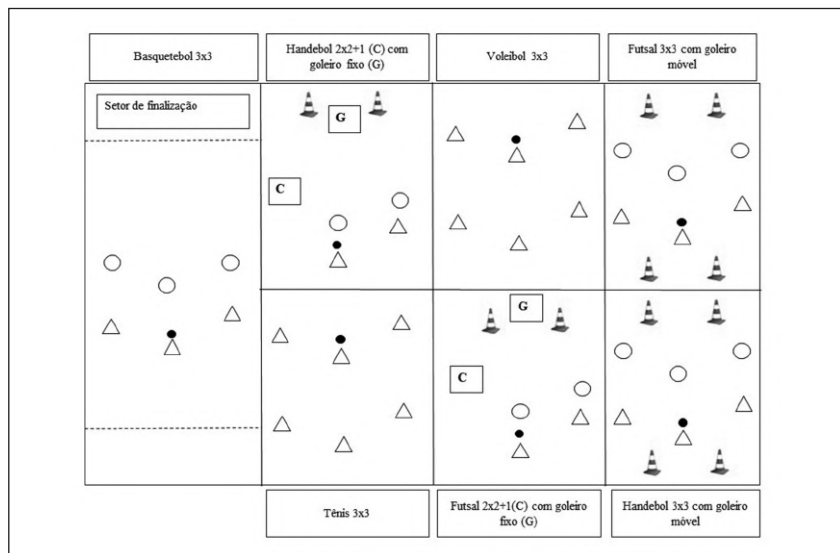 Basquetebol 3x3
Handebol 2x2+1 (C) com
goleiro fixo (G)
Voleibol 3x3
Futsal 3x3 com goleiro
móvel
Setor de finalização
G
C
G
C
Tênis 3x3
Futsal 2x2+1(C) com goleiro
fixo (G)
Handebol 3x3 com goleiro
móvel